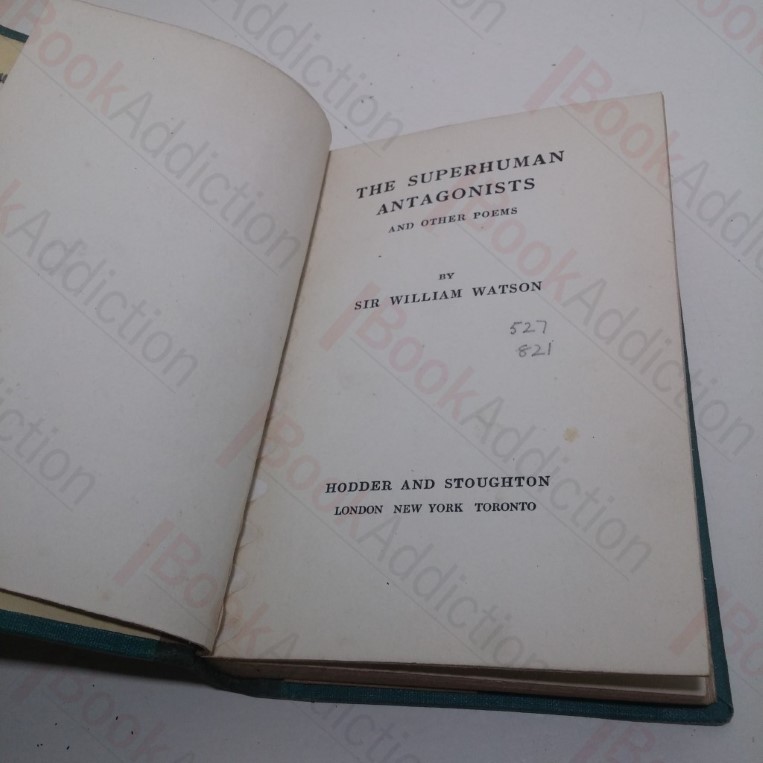 THE SUPERHUMAN
ANTAGONISTS
AND OTHER POEMS
BY
SIR WILLIAM WATSON
527
821
HODDER AND STOUGHTON
LONDON NEW YORK TORONTO
BookAddiction